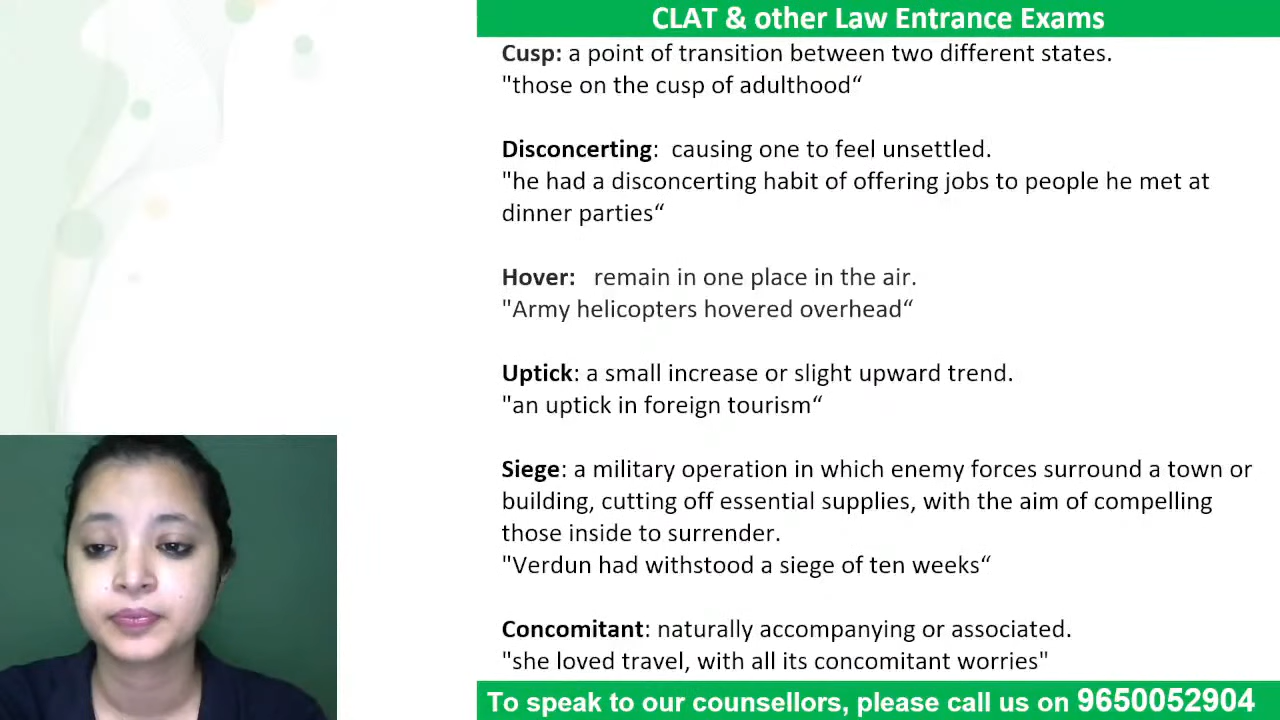 CLAT & other Law Entrance Exams
Cusp: a point of transition between two different states.
"those on the cusp of adulthood“
Disconcerting:  causing one to feel unsettled.
"he had a disconcerting habit of offering jobs to people he met at
dinner parties“
Hover:   remain in one place in the air.
"Army helicopters hovered overhead“
Uptick: a small increase or slight upward trend.
"an uptick in foreign tourism“
Siege: a military operation in which enemy forces surround a town or
building, cutting off essential supplies, with the aim of compelling
those inside to surrender.
"Verdun had withstood a siege of ten weeks“
Concomitant: naturally accompanying or associated.
"she loved travel, with all its concomitant worries"
To speak to our counsellors, please call us on 9650052904